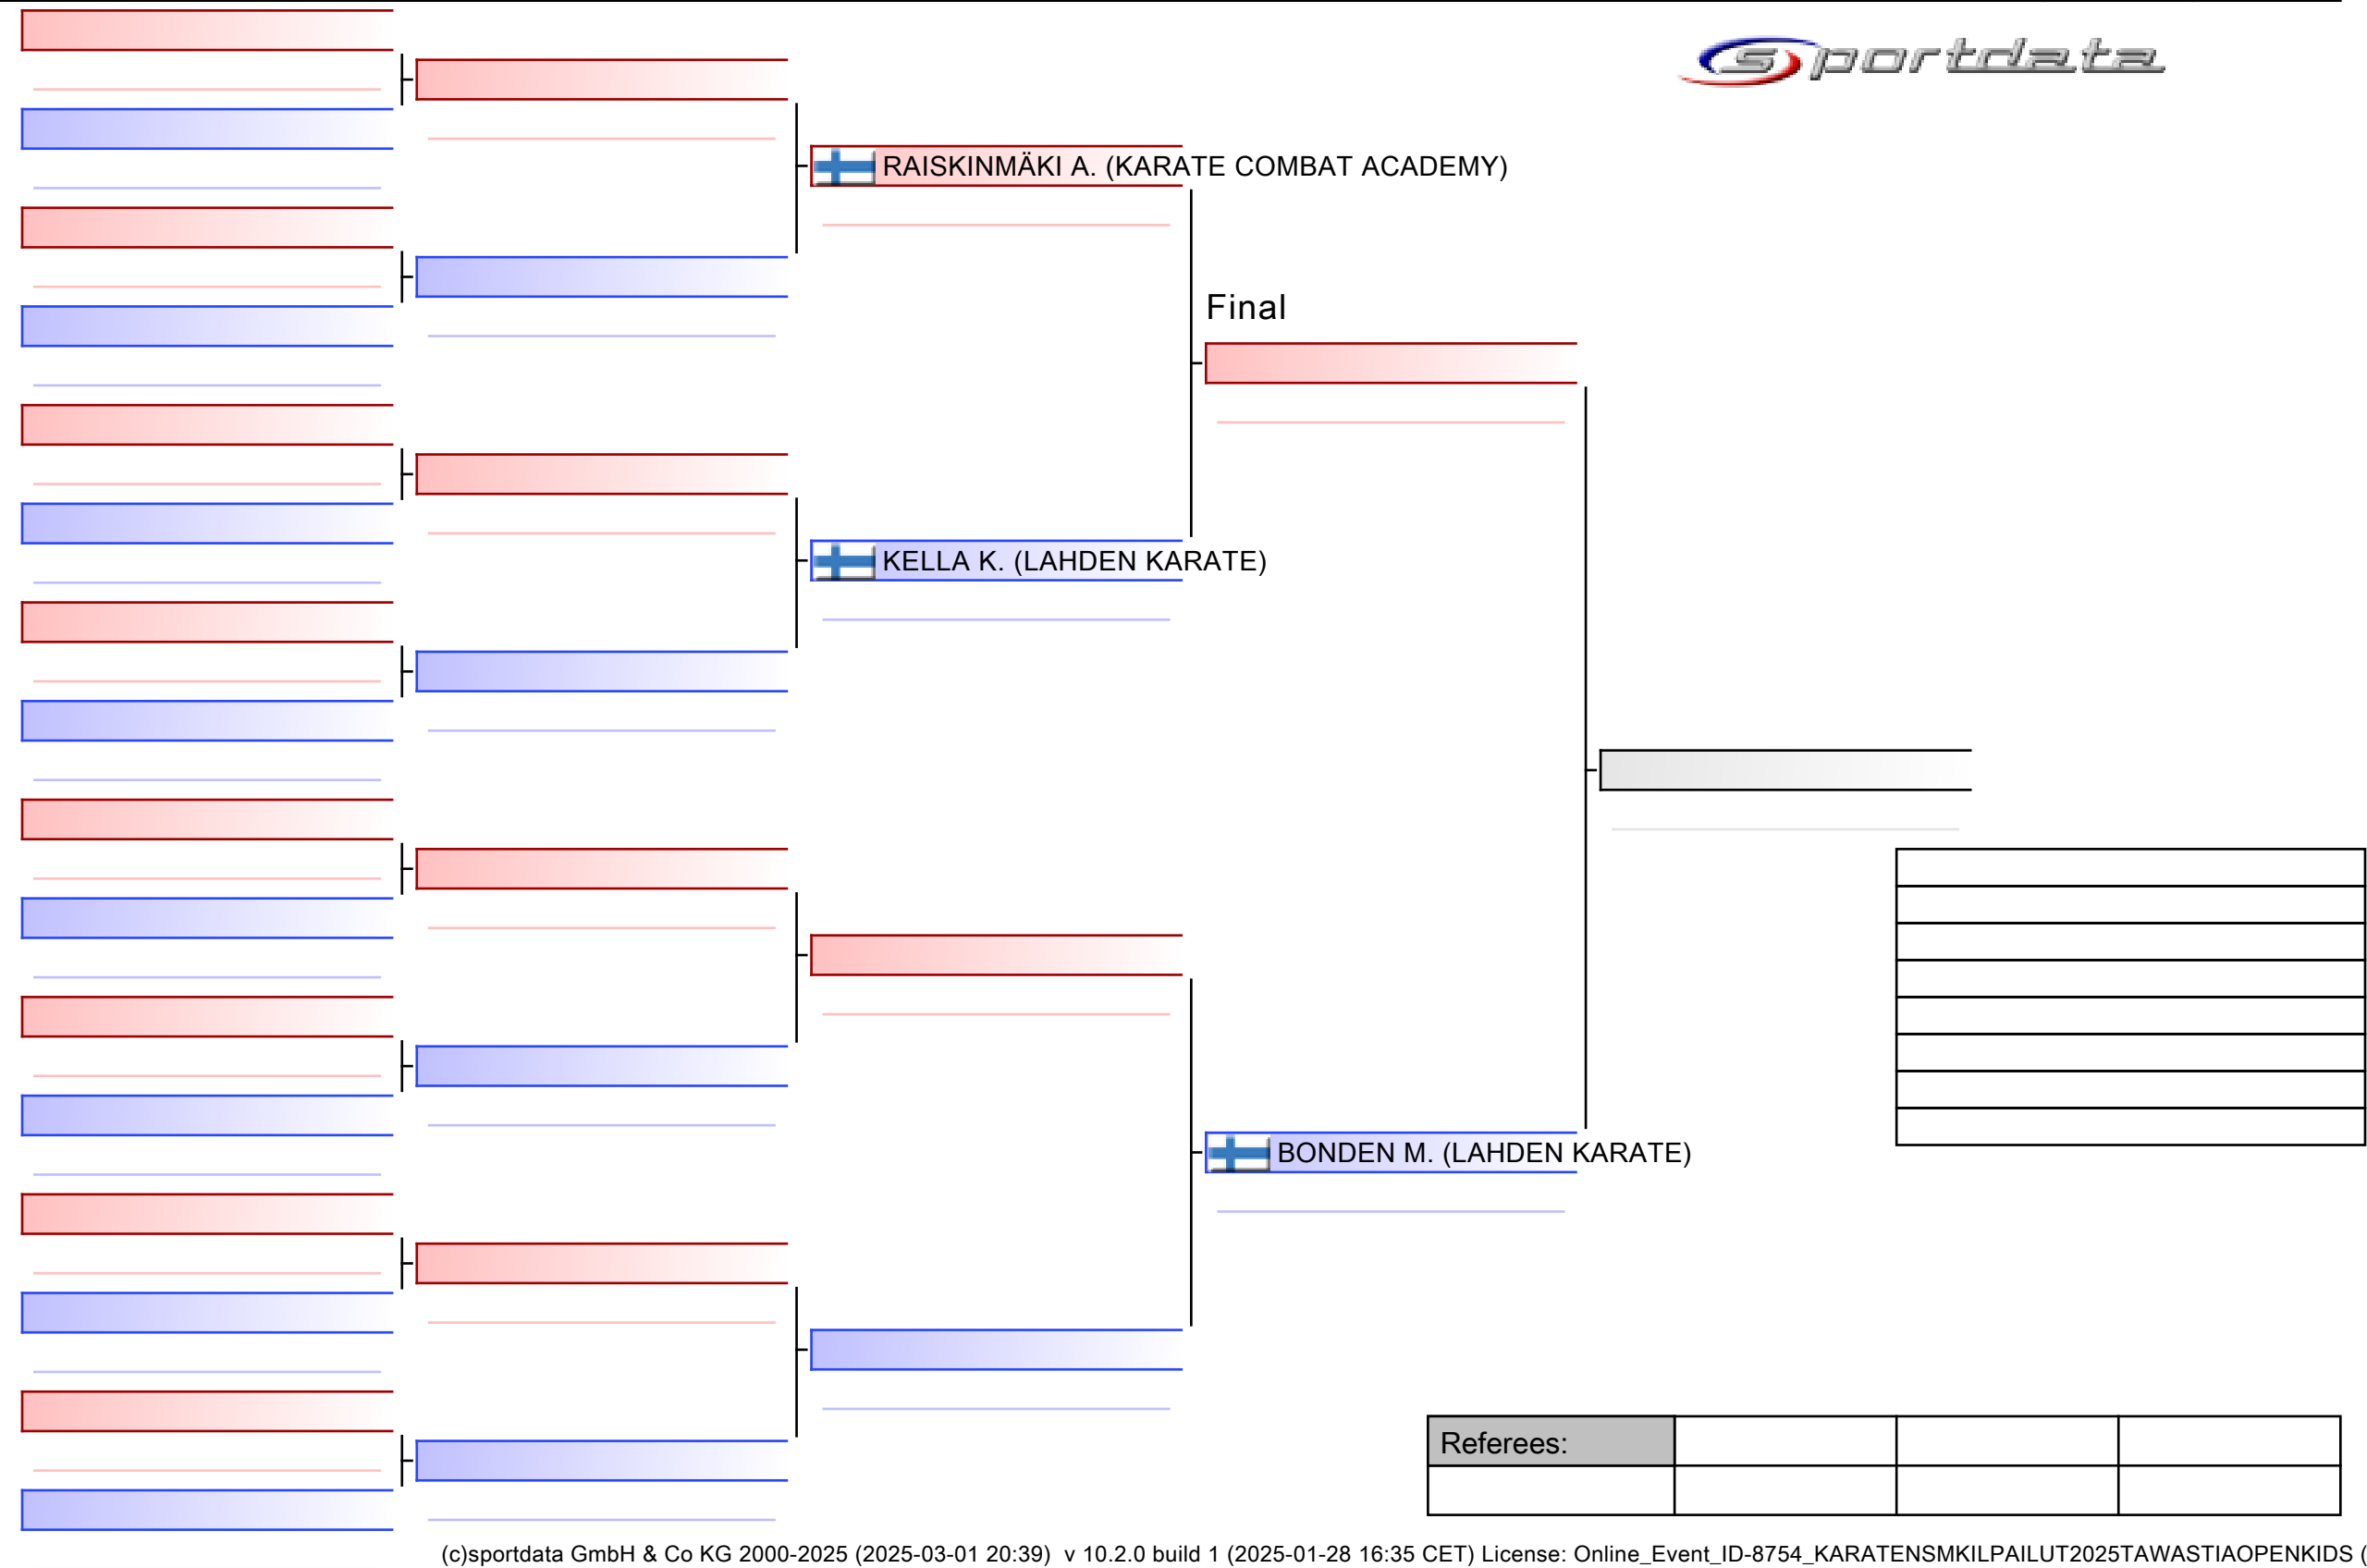 sportdata
RAISKINMÄKI A. (KARATE COMBAT ACADEMY)
Final
KELLA K. (LAHDEN KARATE)
BONDEN M. (LAHDEN KARATE)
Referees:
(c)sportdata GmbH & Co KG 2000-2025 (2025-03-01 20:39) v 10.2.0 build 1 (2025-01-28 16:35 CET) License: Online_Event_ID-8754_KARATENSMKILPAILUT2025TAWASTIAOPENKIDS (